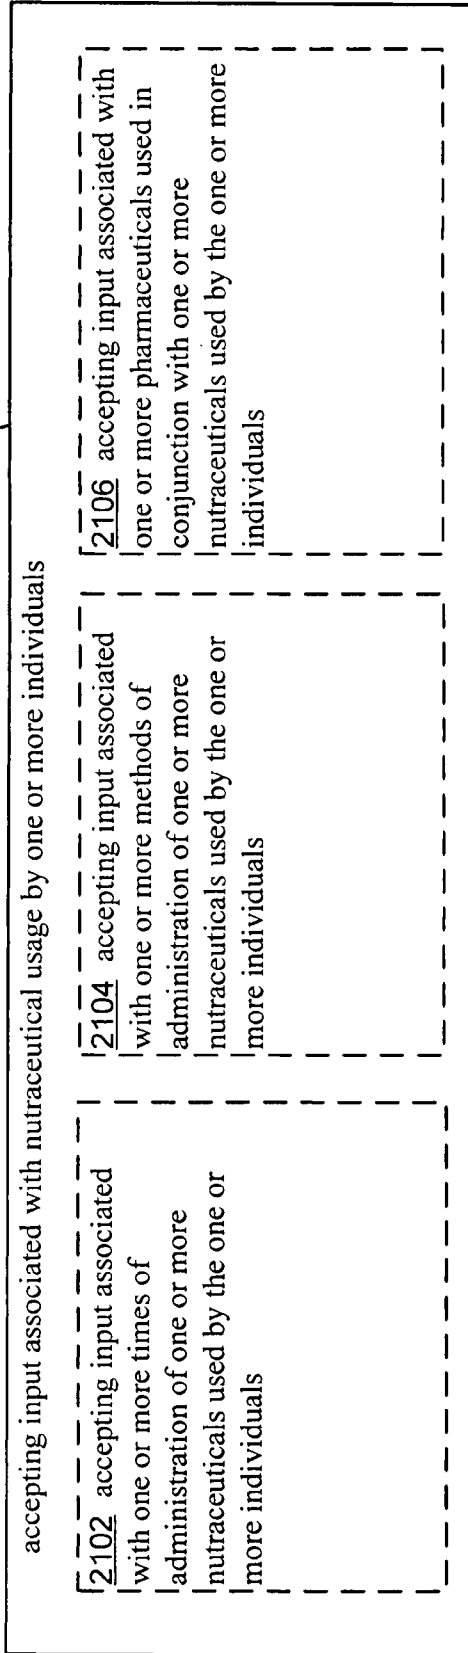 accepting input associated with nutraceutical usage by one or more individuals
2102 accepting input associated
with one or more times of
administration of one or more
nutraceuticals used by the one or
more individuals
2104 accepting input associated
with one or more methods of
administration of one or more
nutraceuticals used by the one or
more individuals
2106 accepting input associated with
one or more pharmaceuticals used in
conjunction with one or more
nutraceuticals used by the one or more
individuals